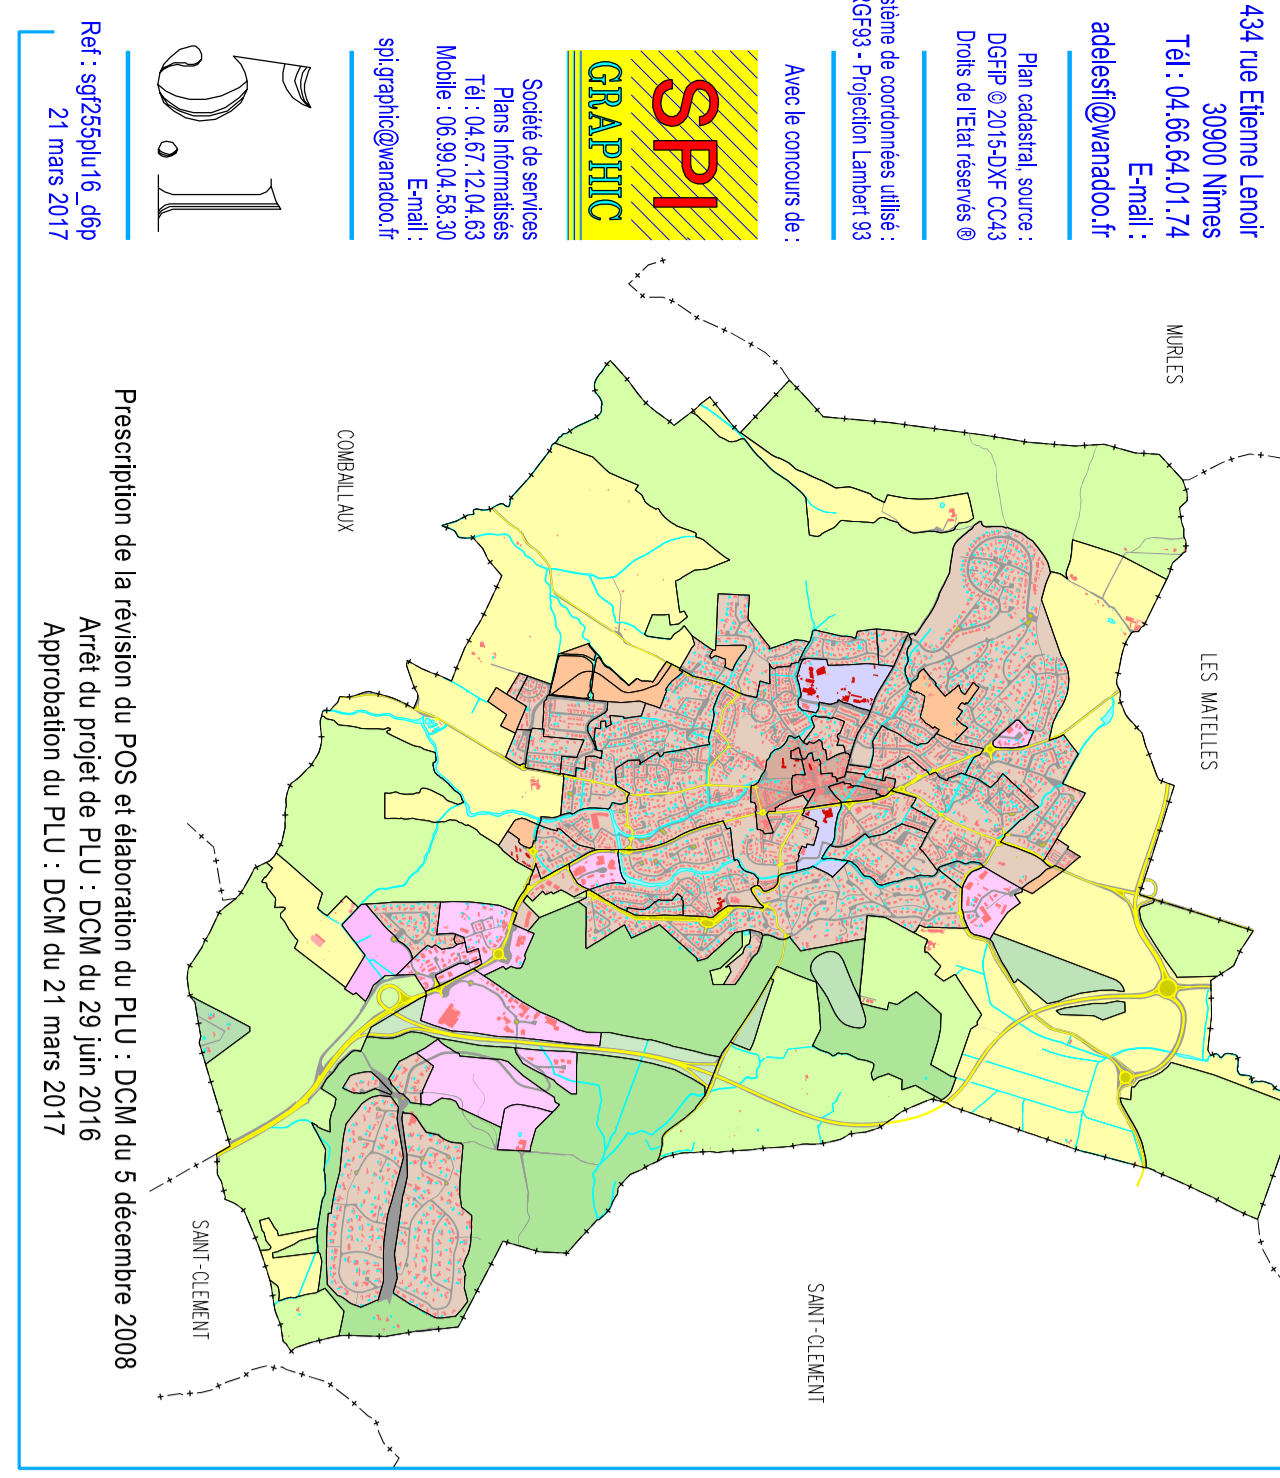 434 rue Etienne Lenoir
30900 Nîmes
Tél : 04.66.64.01.74
E-mail :
adelesfi@wanadoo.fr
Plan cadastral, source :
DGFIP © 2015-DXF CC43
Droits de l'Etat réservés ®
stème de coordonnées utilisé :
RGF93 - Projection Lambert 93
Avec le concours de :
SPI
GRAPHIC
Société de services
Plans Informatisés
Tél : 04.67.12.04.63
Mobile : 06.99.04.58.30
E-mail :
spi.graphic@wanadoo.fr
5.1
Ref : sgf255plu16_d6p
21 mars 2017
MURLES
LES MATELLES
COMBAILLAUX
SAINT-CLEMENT
SAINT-CLEMENT
Prescription de la révision du POS et élaboration du PLU : DCM du 5 décembre 2008
Arrêt du projet de PLU : DCM du 29 juin 2016
Approbation du PLU : DCM du 21 mars 2017